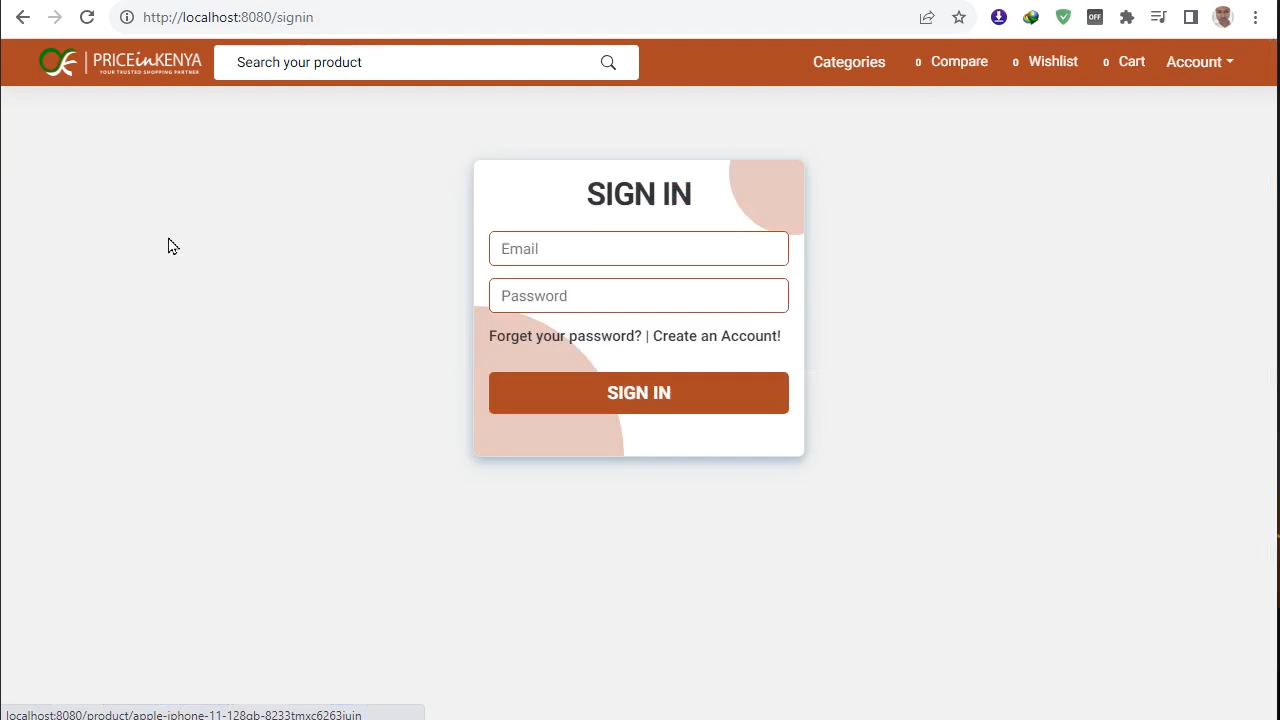 http://localhost:8080/signin
OFF
PRICEinKENYA
YOUR TRUSTED SHOPPING PARTNER
Search your product
Categories
0 Compare
0 Wishlist
0 Cart
Account
SIGN IN
Email
Password
Forget your password? | Create an Account!
SIGN IN
localhost:8080/product/apple-iphone-11-128gb-8233tmxc6263juin